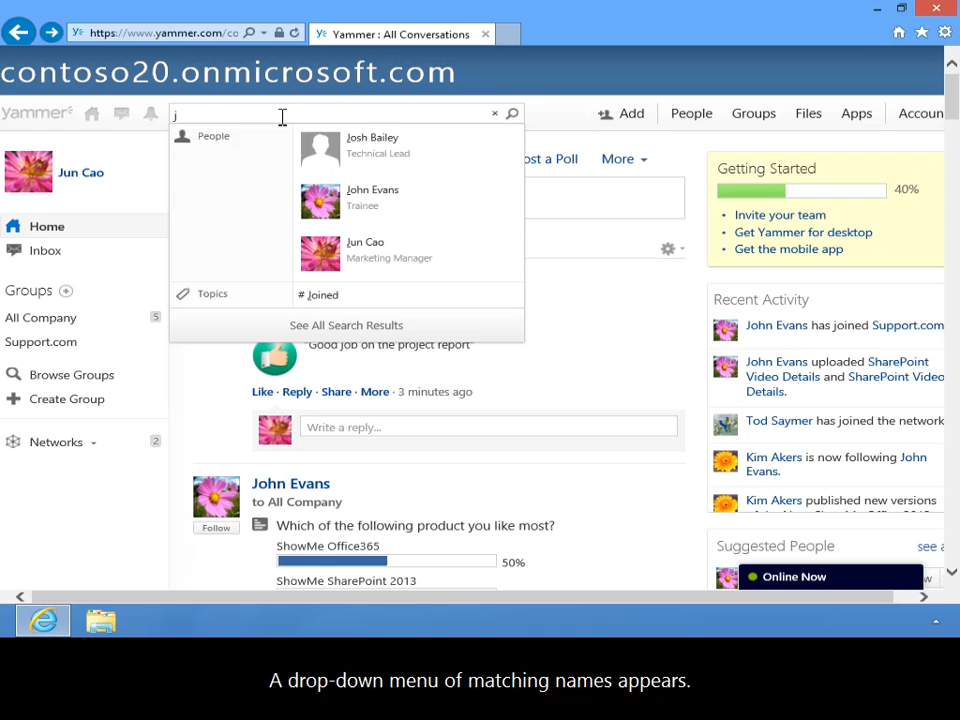 https://www.yammer.com/co
Yammer : All Conversations
contoso20.onmicrosoft.com
yammer
j
Add
People
Groups
Files
Apps
Accoun
People
Josh Bailey
Technical Lead
John Evans
Trainee
Jun Cao
Marketing Manager
Topics
# Joined
See All Search Results
Jun Cao
Home
Inbox
Groups
All Company 5
Support.com
Browse Groups
Create Group
Networks 2
ost a Poll
More
"Good job on the project report"
Like · Reply · Share · More · 3 minutes ago
Write a reply...
John Evans
to All Company
Follow
Which of the following product you like most?
ShowMe Office365
50%
ShowMe SharePoint 2013
Getting Started
40%
• Invite your team
• Get Yammer for desktop
• Get the mobile app
Recent Activity
John Evans has joined Support.com
John Evans uploaded SharePoint
Video Details and SharePoint Video
Details.
Tod Saymer has joined the network
Kim Akers is now following John
Evans.
Kim Akers published new versions
Suggested People
see a
Online Now
A drop-down menu of matching names appears.